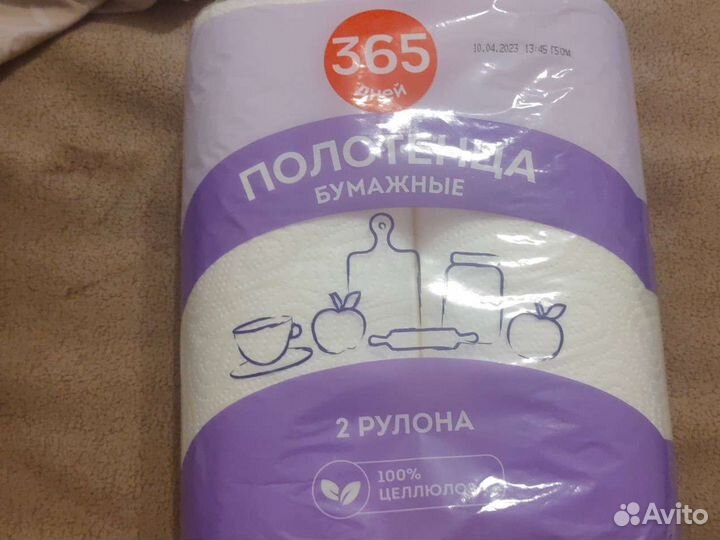 365
дней
10.04.2023 13:45
ПОЛОТЕНЦА
БУМАЖНЫЕ
2 РУЛОНА
100%
Avito